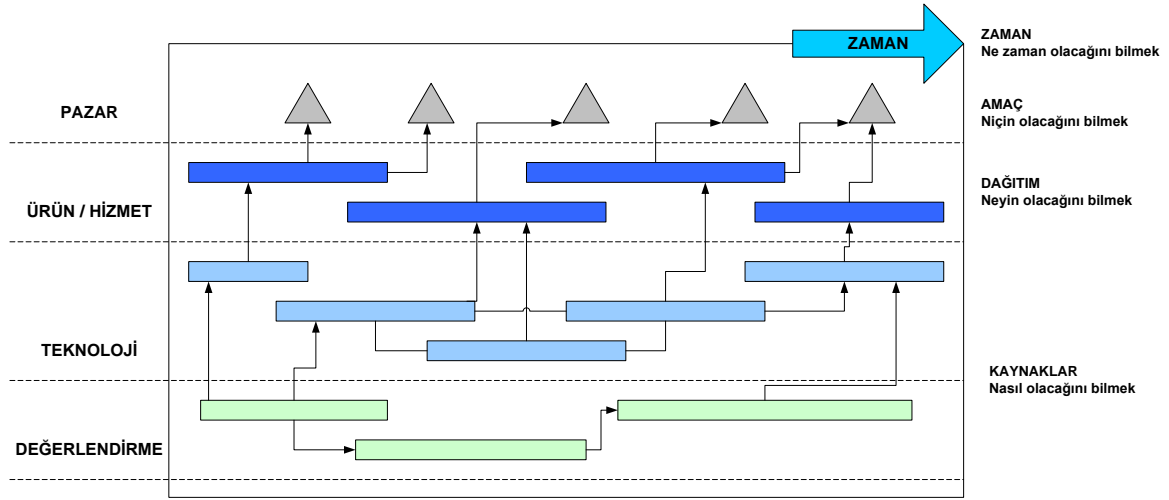 ZAMAN
ZAMAN
Ne zaman olacağını bilmek
PAZAR
AMAÇ
Niçin olacağını bilmek
ÜRÜN / HİZMET
DAĞITIM
Neyin olacağını bilmek
TEKNOLOJİ
KAYNAKLAR
Nasıl olacağını bilmek
DEĞERLENDİRME